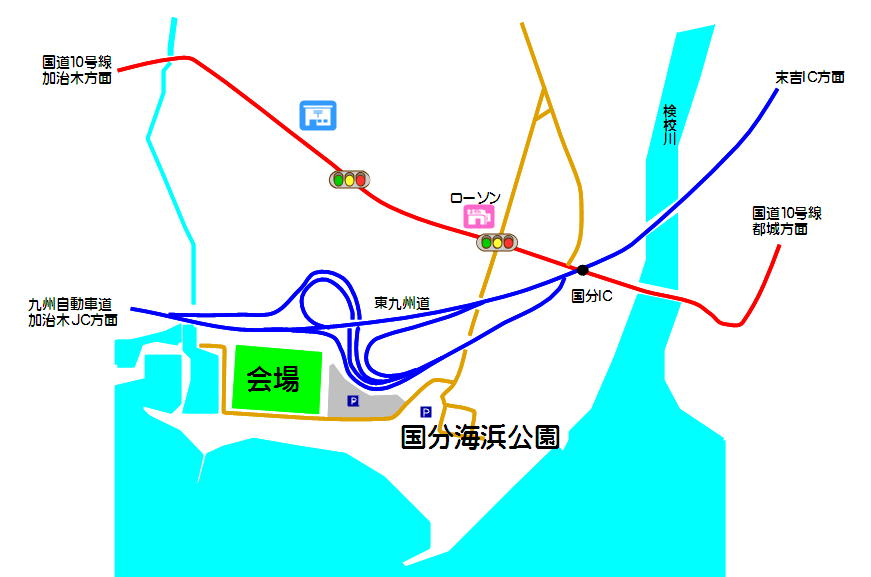 国道10号線
加治木方面
末吉IC方面
検校川
ローソン
国道10号線
都城方面
国分IC
東九州道
九州自動車道
加治木JC方面
会場
P
P
国分海浜公園